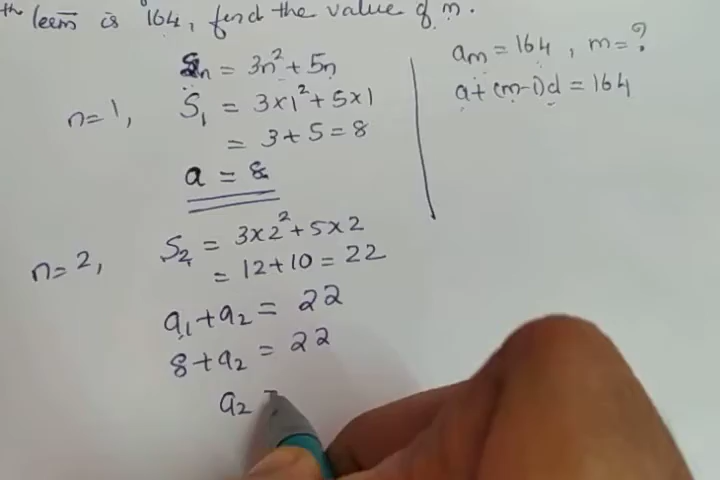 th term is 164, find the value of m.
Sn = 3n² + 5n
n=1, S₁ = 3×1² + 5×1
= 3 + 5 = 8
a = 8
n=2, S₂ = 3×2² + 5×2
= 12 + 10 = 22
a₁ + a₂ = 22
8 + a₂ = 22
a₂ =
am = 164, m = ?
a + (m-1)d = 164